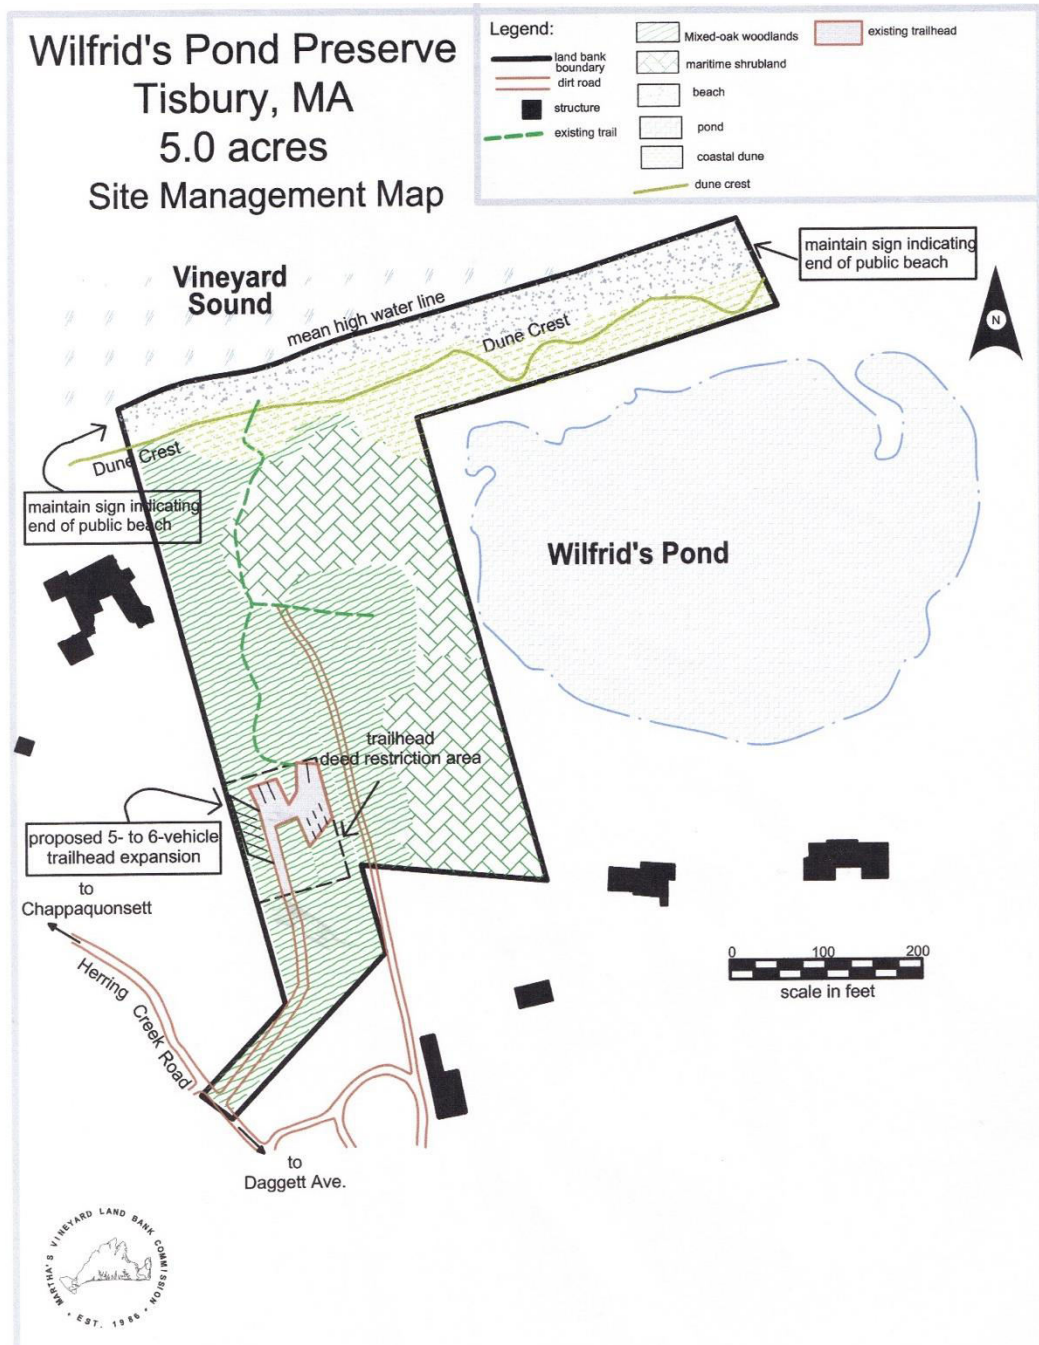 Wilfrid's Pond Preserve
Tisbury, MA
5.0 acres
Site Management Map
Legend:
land bank
boundary
dirt road
structure
existing trail
Mixed-oak woodlands
maritime shrubland
beach
pond
coastal dune
dune crest
existing trailhead
maintain sign indicating
end of public beach
Vineyard
Sound
mean high water line
Dune Crest
N
Dune Crest
maintain sign indicating
end of public beach
Wilfrid's Pond
trailhead
deed restriction area
proposed 5- to 6-vehicle
trailhead expansion
to
Chappaquonsett
Herring Creek Road
0 100 200
scale in feet
to
Daggett Ave.
MARTHA'S VINEYARD LAND BANK COMMISSION
• EST. 1986 •